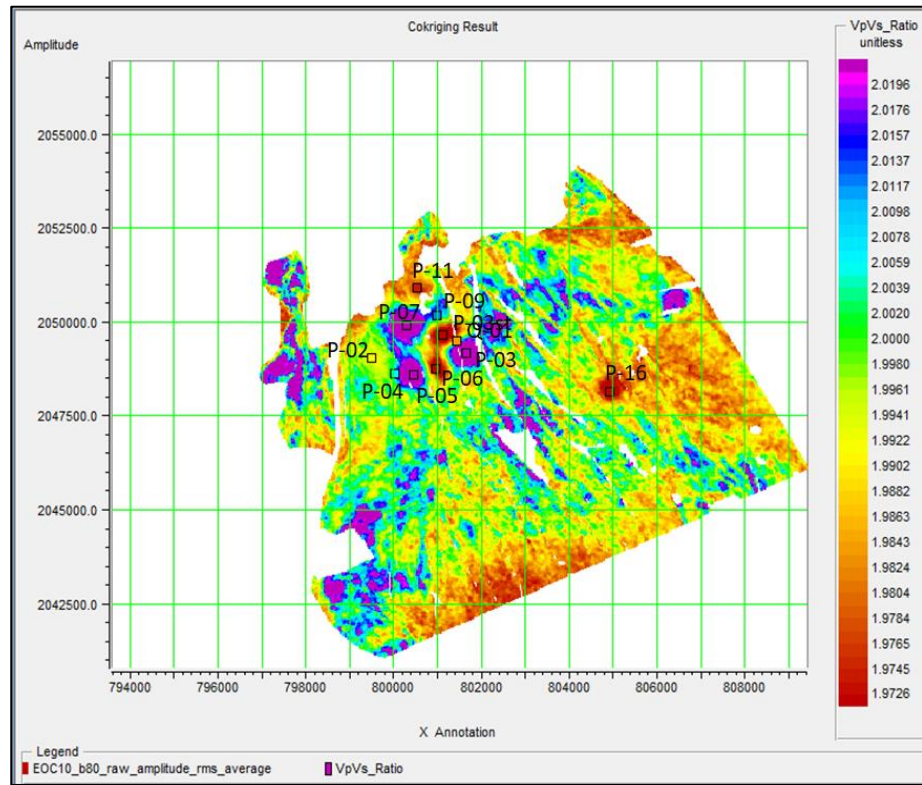 Cokriging Result
Amplitude
VpVs_Ratio
unitless
2055000.0
2052500.0
2050000.0
2047500.0
2045000.0
2042500.0
P-11
P-09
P-07
P-02
P-03
P-16
P-06
P-04
P-05
2.0196
2.0176
2.0157
2.0137
2.0117
2.0098
2.0078
2.0059
2.0039
2.0019
2.0000
1.9980
1.9961
1.9941
1.9922
1.9902
1.9882
1.9863
1.9843
1.9824
1.9804
1.9784
1.9765
1.9745
1.9726
794000 796000 798000 800000 802000 804000 806000 808000
X Annotation
Legend
EOC10_b80_raw_amplitude_rms_average VpVs_Ratio